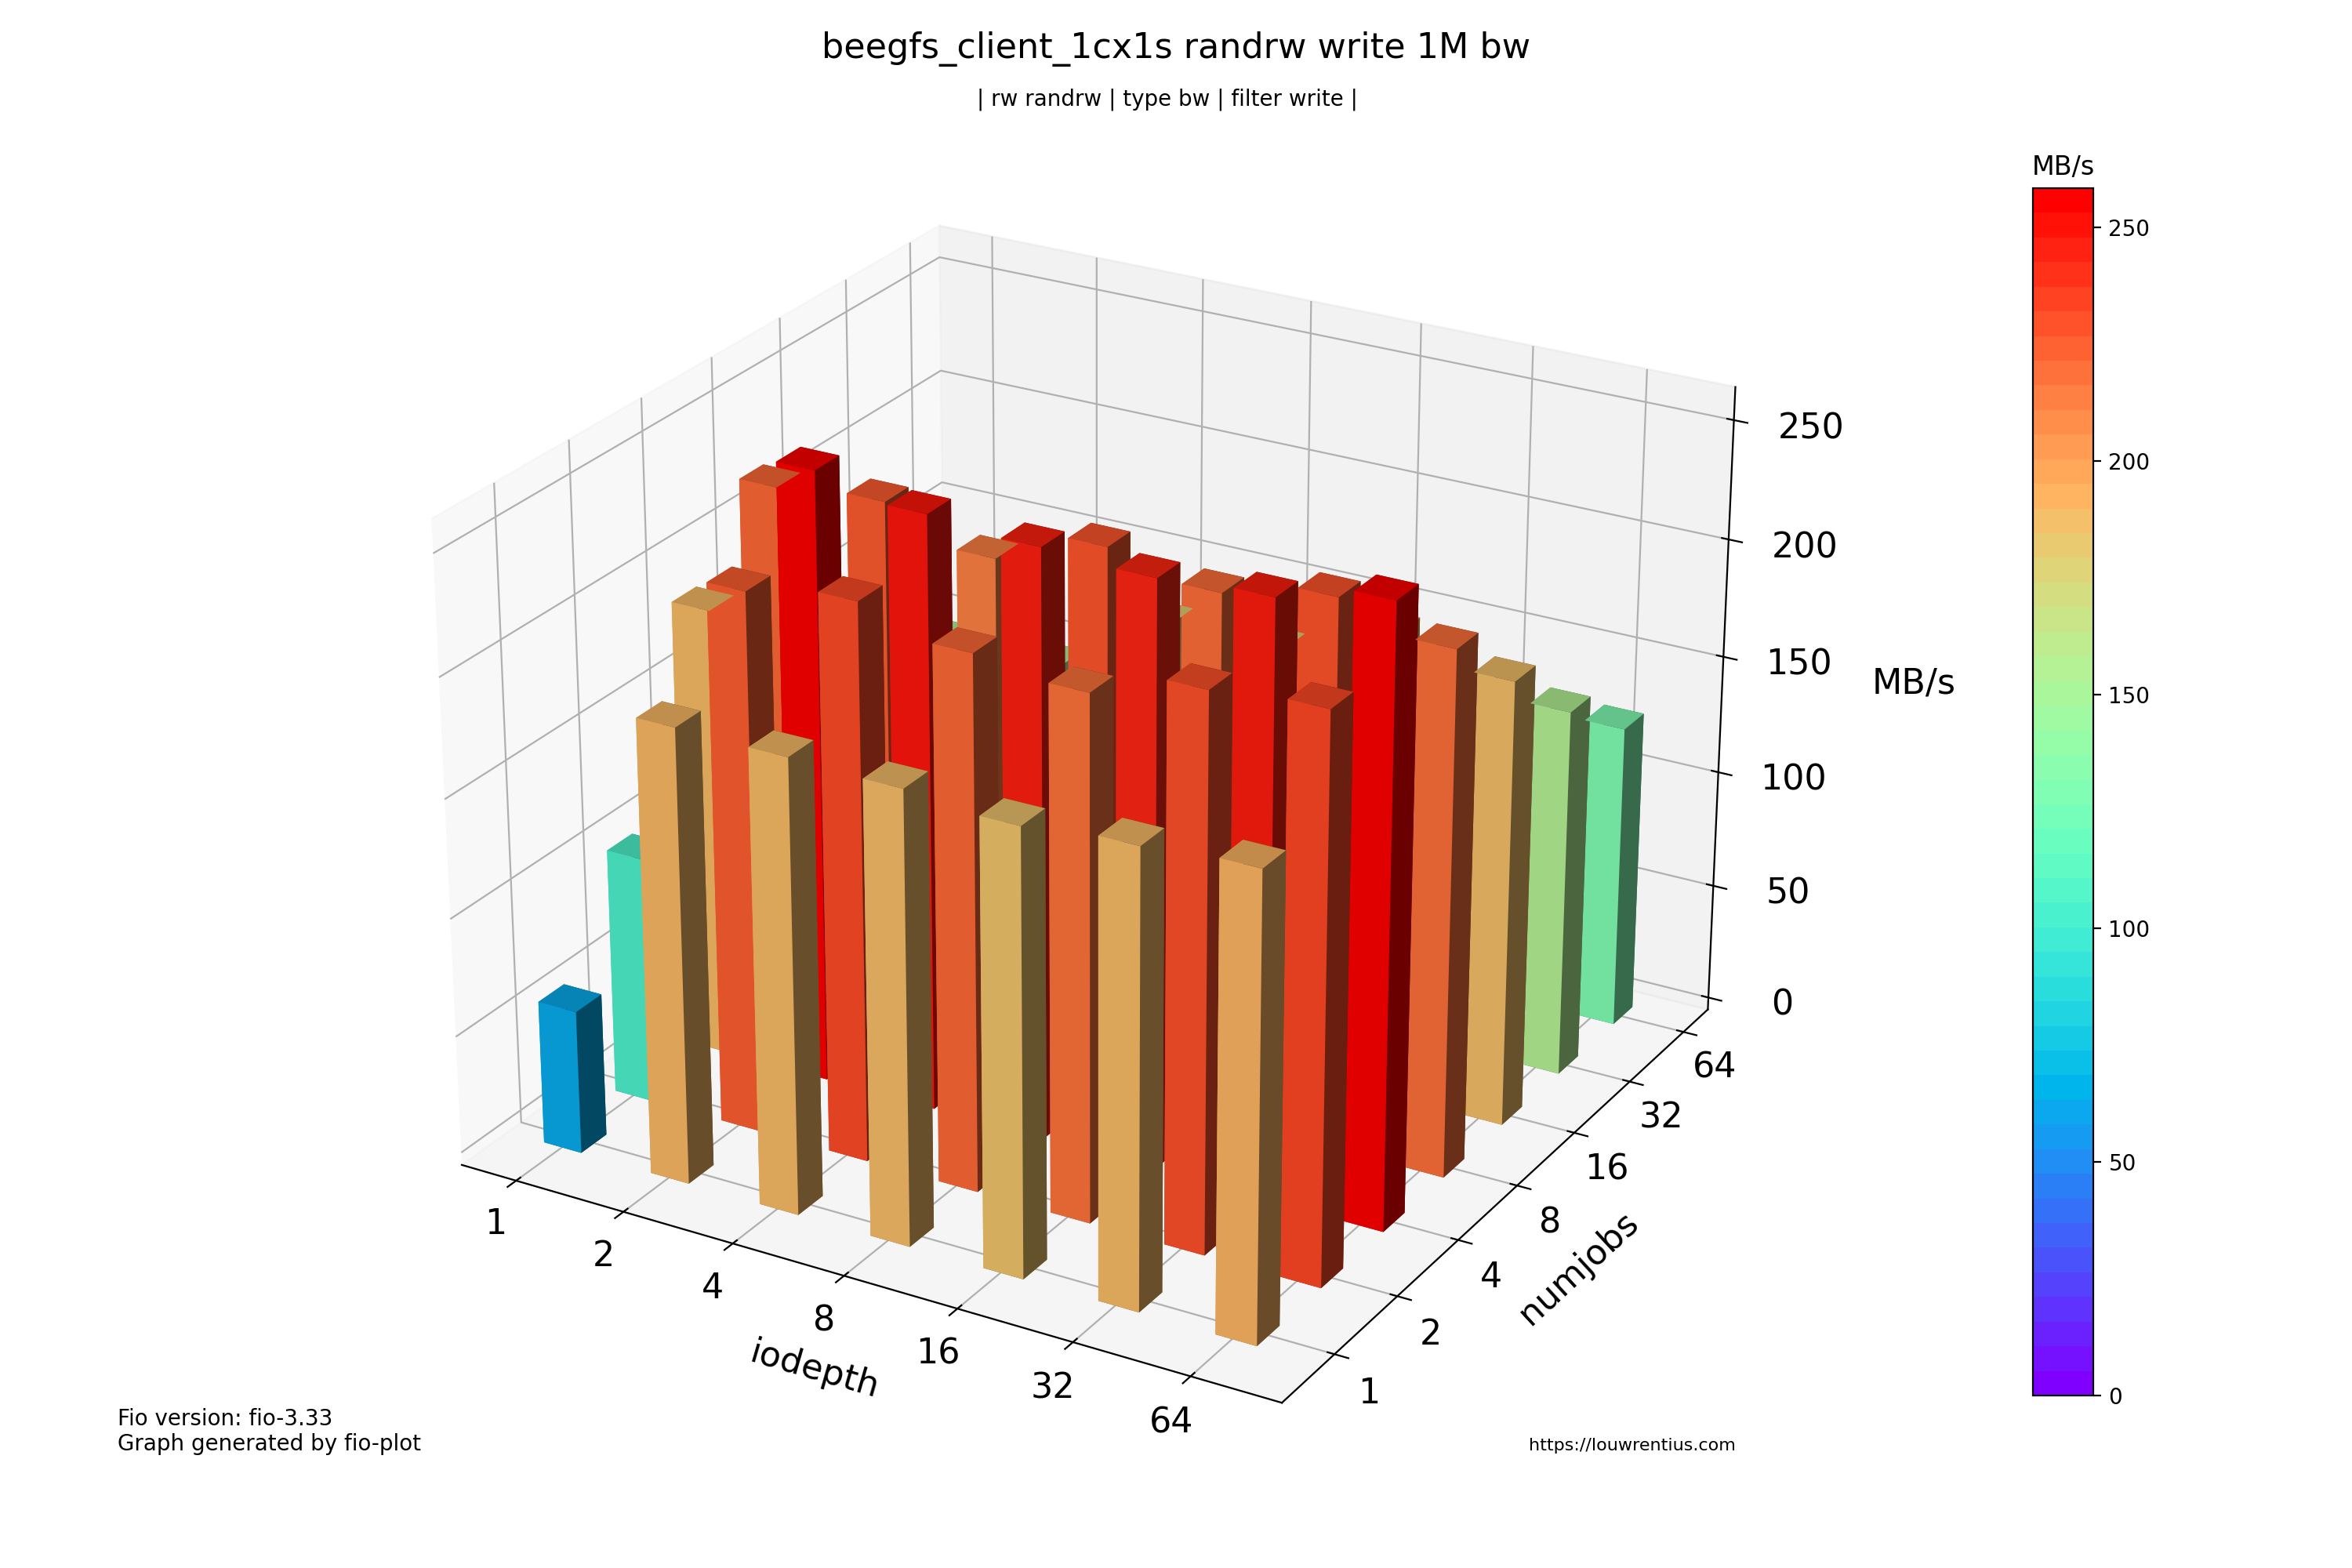 beegfs_client_1cx1s randrw write 1M bw
| rw randrw | type bw | filter write |
MB/s
250
200
150
100
50
0
250
200
150
100
50
0
MB/s
1
2
4
8
16
32
64
iodepth
1
2
4
8
16
32
64
numjobs
Fio version: fio-3.33
Graph generated by fio-plot
https://louwrentius.com